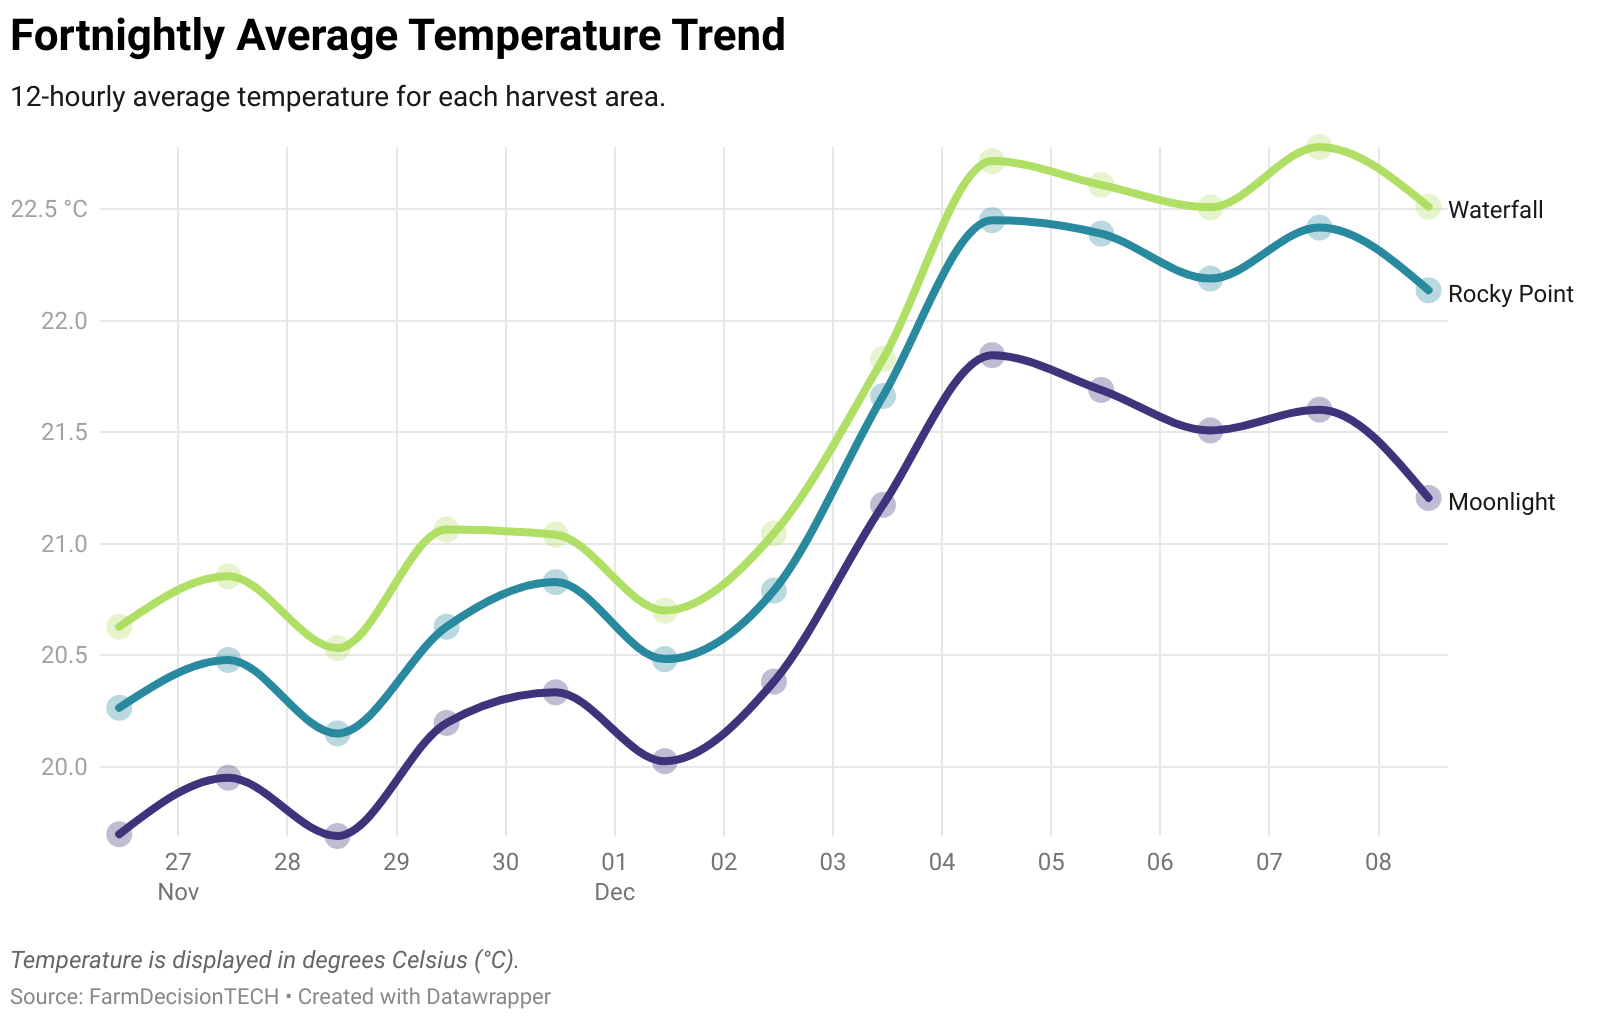 Fortnightly Average Temperature Trend
12-hourly average temperature for each harvest area.
22.5 °C
22.0
21.5
21.0
20.5
20.0
Waterfall
Rocky Point
Moonlight
27 28 29 30 01 02 03 04 05 06 07 08
Nov Dec
Temperature is displayed in degrees Celsius (°C).
Source: FarmDecisionTECH • Created with Datawrapper